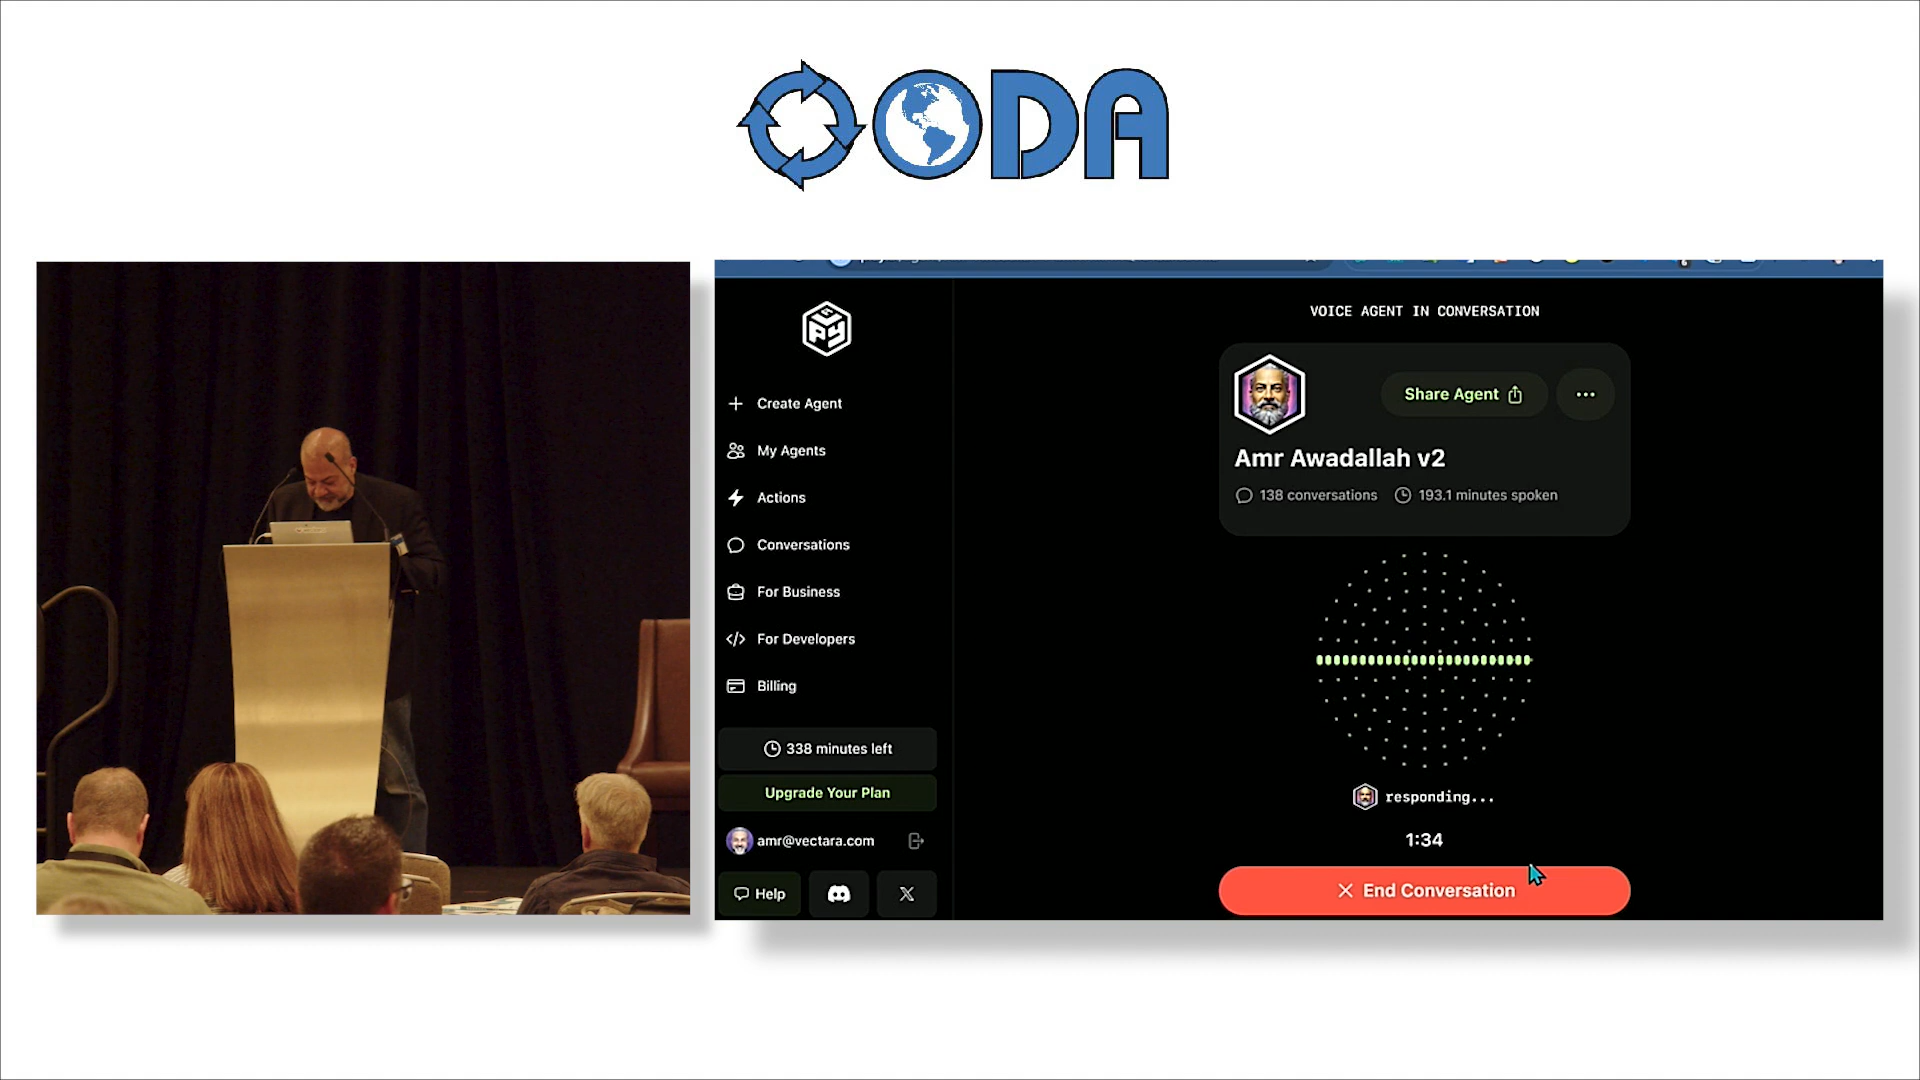 OODA
VOICE AGENT IN CONVERSATION
Create Agent
My Agents
Actions
Conversations
For Business
For Developers
Billing
338 minutes left
Upgrade Your Plan
amr@vectara.com
Help
Share Agent
Amr Awadallah v2
138 conversations 193.1 minutes spoken
responding...
1:34
End Conversation